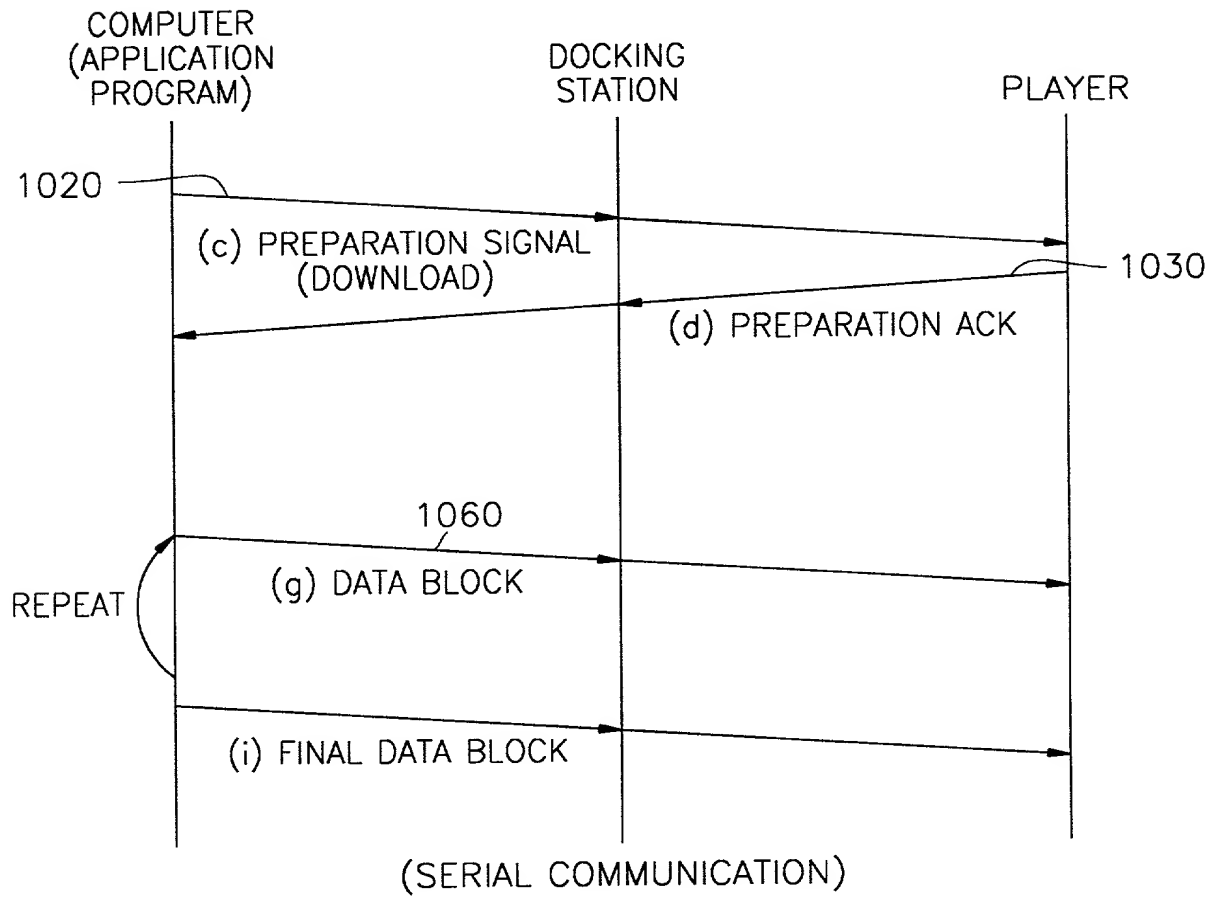 COMPUTER
(APPLICATION
PROGRAM)
DOCKING
STATION
PLAYER
1020
(c) PREPARATION SIGNAL
(DOWNLOAD)
1030
(d) PREPARATION ACK
1060
(g) DATA BLOCK
REPEAT
(i) FINAL DATA BLOCK
(SERIAL COMMUNICATION)